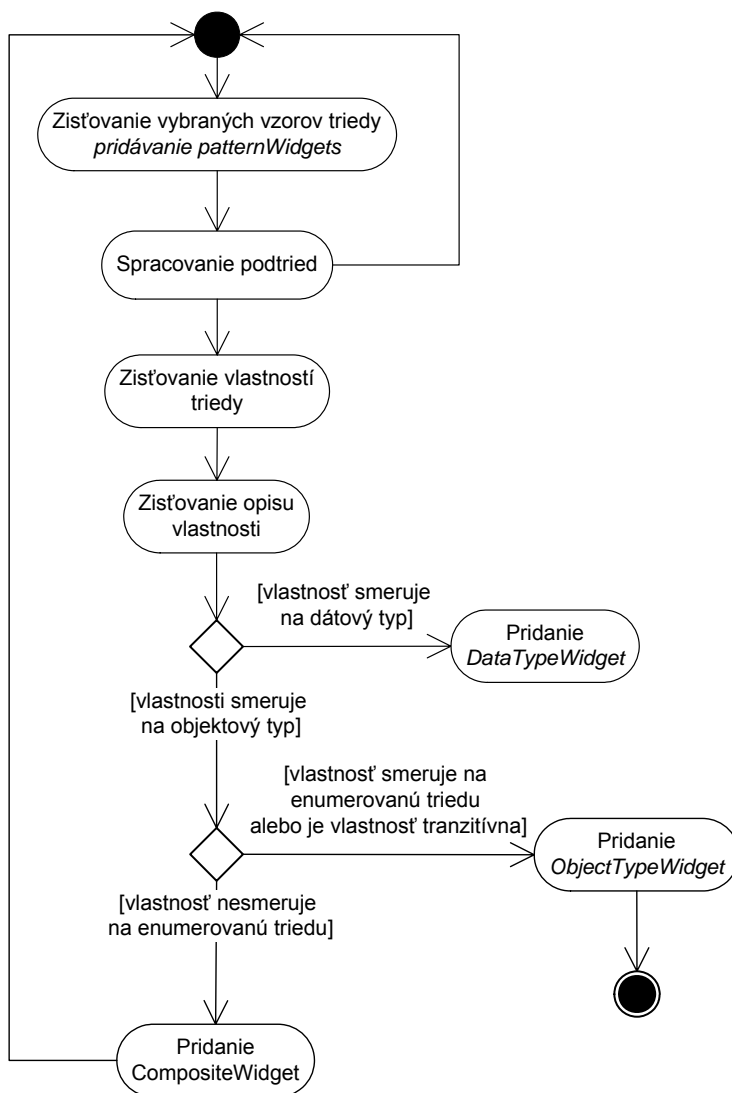 Zisťovanie vybraných vzorov triedy
pridávanie patternWidgets
Spracovanie podtried
Zisťovanie vlastností
triedy
Zisťovanie opisu
vlastnosti
[vlastnosť smeruje
na dátový typ]
Pridanie
DataTypeWidget
[vlastnosti smeruje
na objektový typ]
[vlastnosť smeruje na
enumerovanú triedu
alebo je vlastnosť tranzitívna]
Pridanie
ObjectTypeWidget
[vlastnosť nesmeruje
na enumerovanú triedu]
Pridanie
CompositeWidget